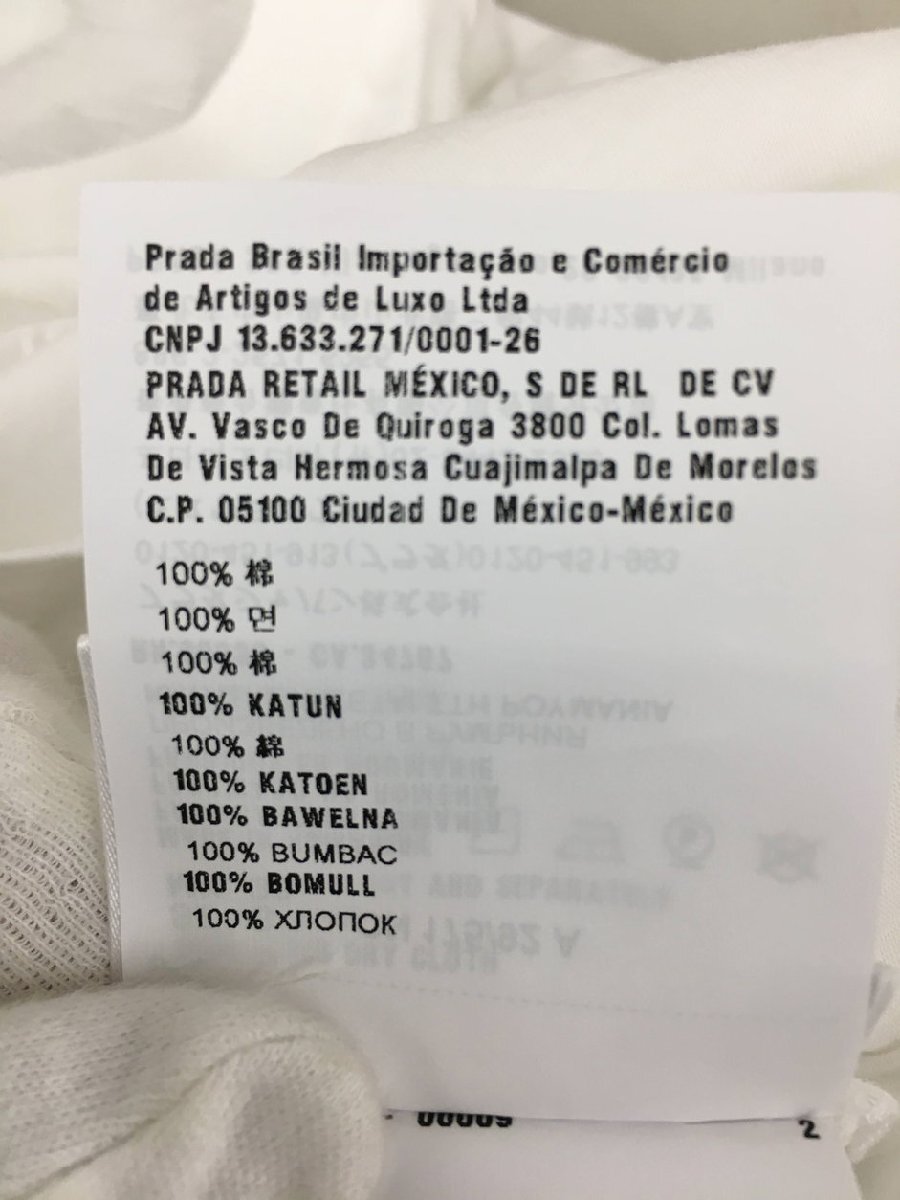 Prada Brasil Importação e Comércio
de Artigos de Luxo Ltda
CNPJ 13.633.271/0001-26
PRADA RETAIL MÉXICO, S DE RL DE CV
AV. Vasco De Quiroga 3800 Col. Lomas
De Vista Hermosa Cuajimalpa De Morelos
C.P. 05100 Ciudad De México-México
100% 棉
100% 면
100% 棉
100% KATUN
100% 綿
100% KATOEN
100% BAWELNA
100% BUMBAC
100% BOMULL
100% ХЛОПОК
2